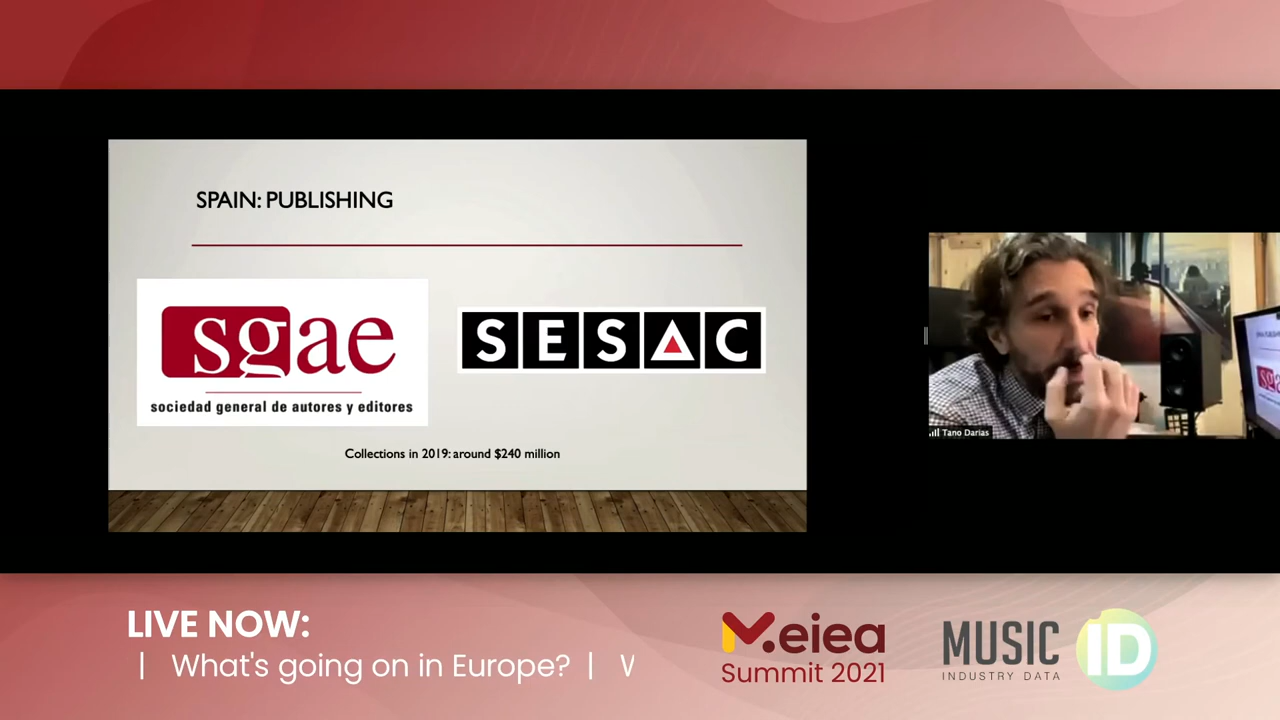 SPAIN: PUBLISHING
sgae
sociedad general de autores y editores
SESAC
Collections in 2019: around $240 million
Tano Darias
LIVE NOW:
| What's going on in Europe? |
meiea
Summit 2021
MUSIC ID
INDUSTRY DATA